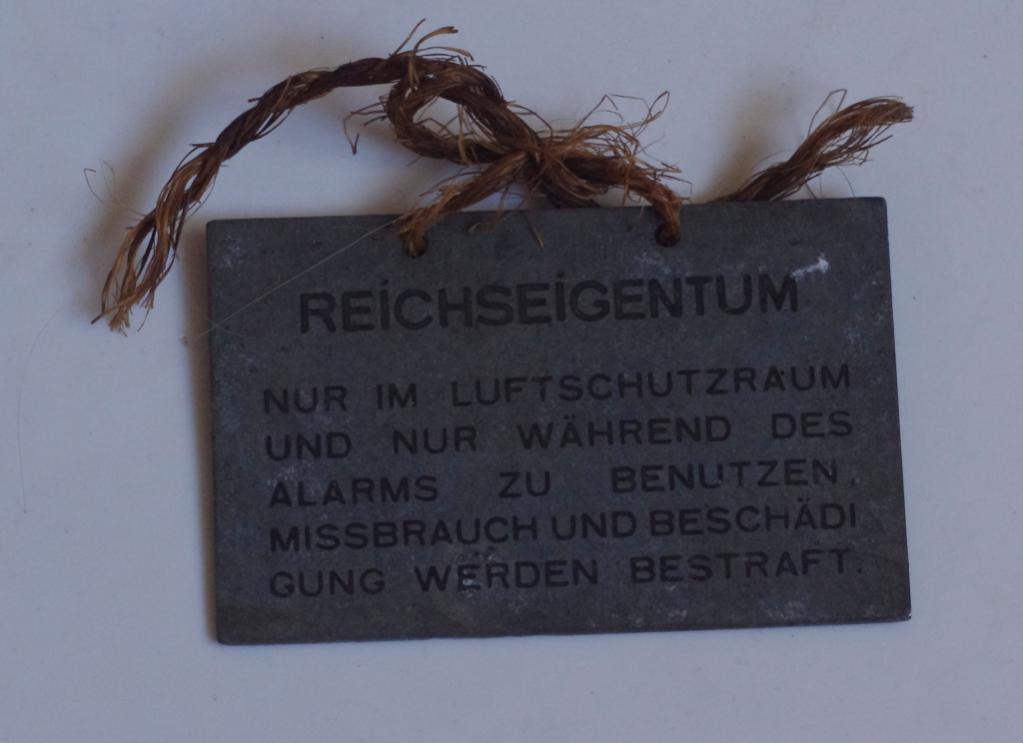 REICHSEIGENTUM
NUR IM LUFTSCHUTZRAUM
UND NUR WÄHREND DES
ALARMS ZU BENUTZEN.
MISSBRAUCH UND BESCHÄDI
GUNG WERDEN BESTRAFT.